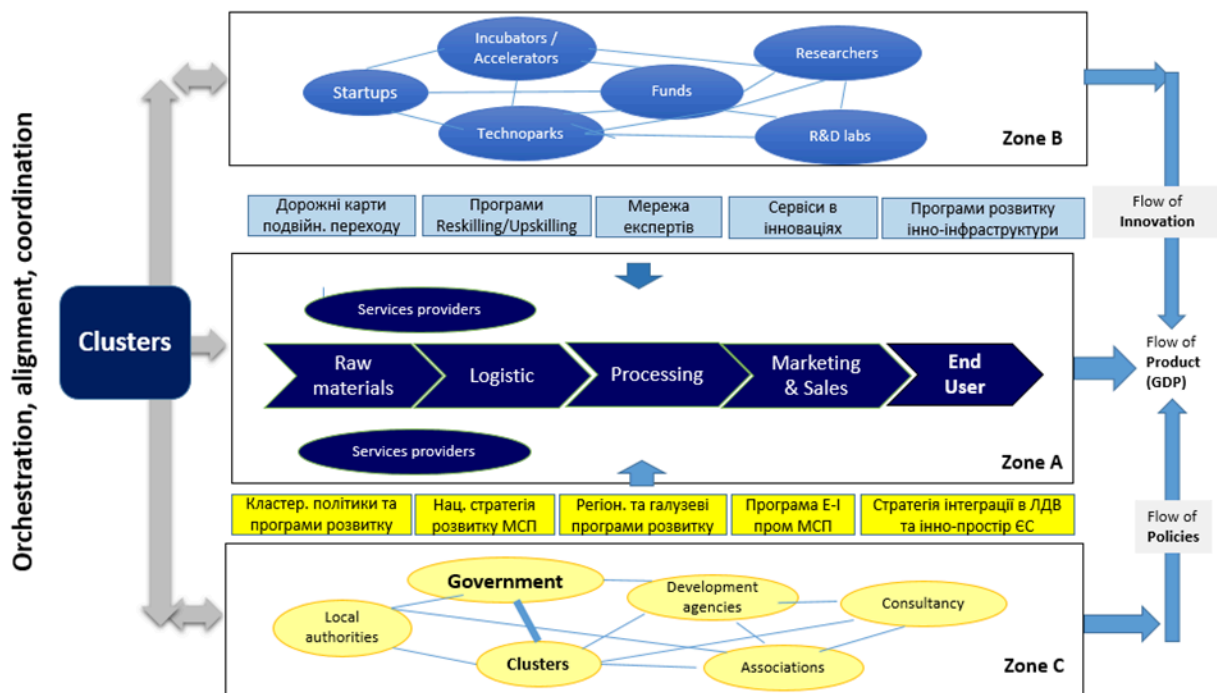 Orchestration, alignment, coordination
Clusters
Incubators /
Accelerators
Researchers
Startups
Funds
Technoparks
R&D labs
Zone B
Дорожні карти
подвійн. переходу
Програми
Reskilling/Upskilling
Мережа
експертів
Сервіси в
інноваціях
Програми розвитку
інно-інфраструктури
Flow of
Innovation
Services providers
Raw
materials
Logistic
Processing
Marketing
& Sales
End
User
Services providers
Zone A
Flow of
Product
(GDP)
Кластер. політики та
програми розвитку
Нац. стратегія
розвитку МСП
Регіон. та галузеві
програми розвитку
Програма Е-І
пром МСП
Стратегія інтеграції в ЛДВ
та інно-простір ЄС
Flow of
Policies
Government
Development
agencies
Consultancy
Local
authorities
Clusters
Associations
Zone C